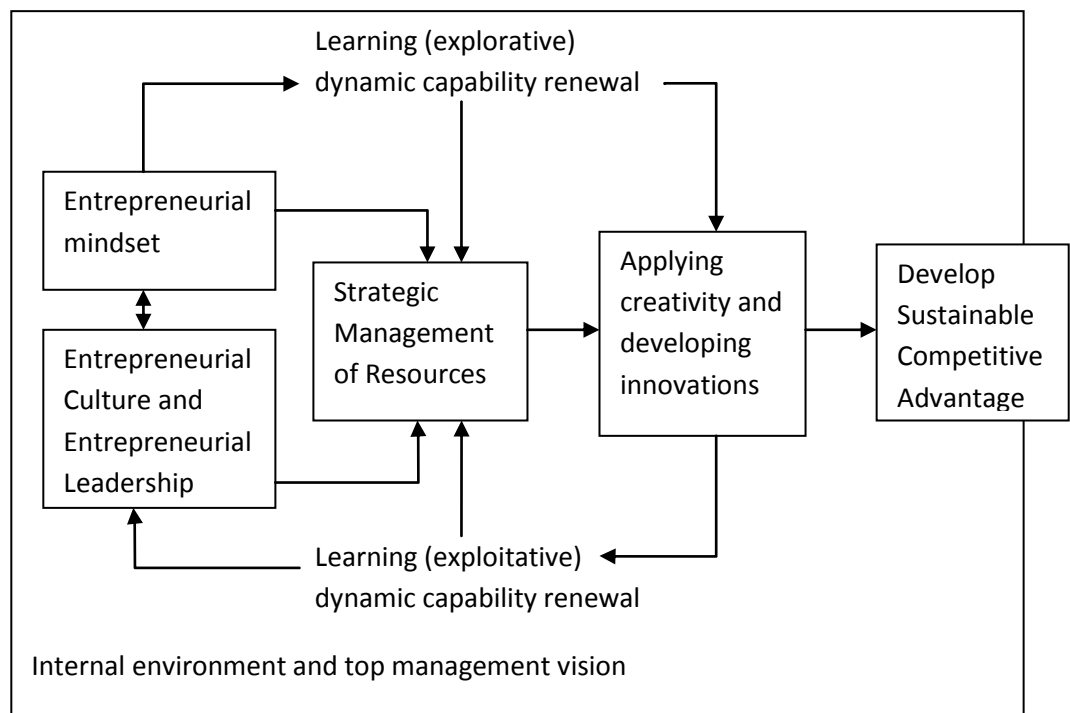 Learning (explorative)
dynamic capability renewal
Entrepreneurial
mindset
Entrepreneurial
Culture and
Entrepreneurial
Leadership
Strategic
Management
of Resources
Applying
creativity and
developing
innovations
Develop
Sustainable
Competitive
Advantage
Learning (exploitative)
dynamic capability renewal
Internal environment and top management vision